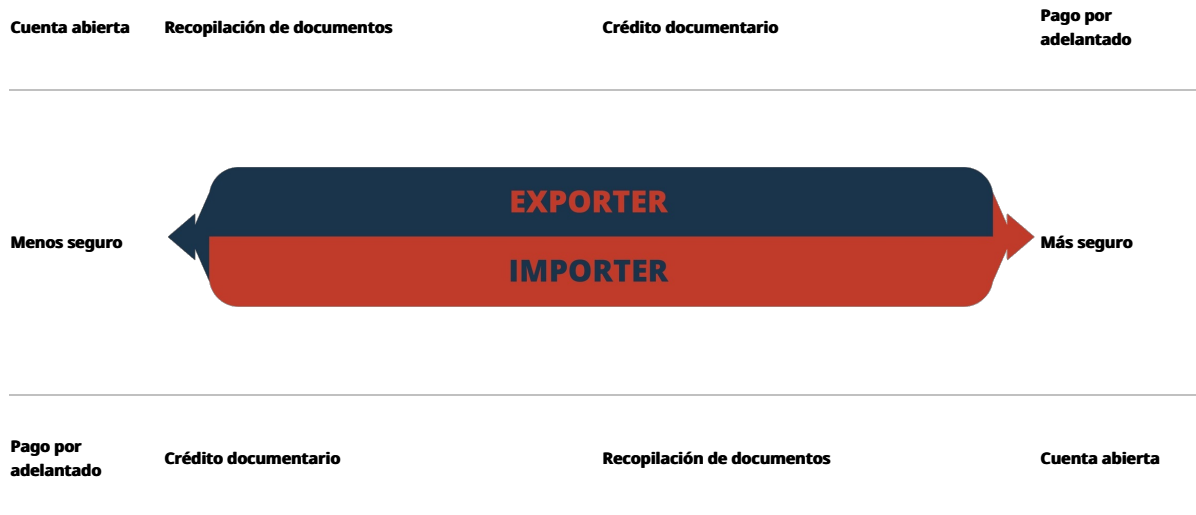 Cuenta abierta
Recopilación de documentos
Crédito documentario
Pago por
adelantado
EXPORTER
Menos seguro
Más seguro
IMPORTER
Pago por
adelantado
Crédito documentario
Recopilación de documentos
Cuenta abierta